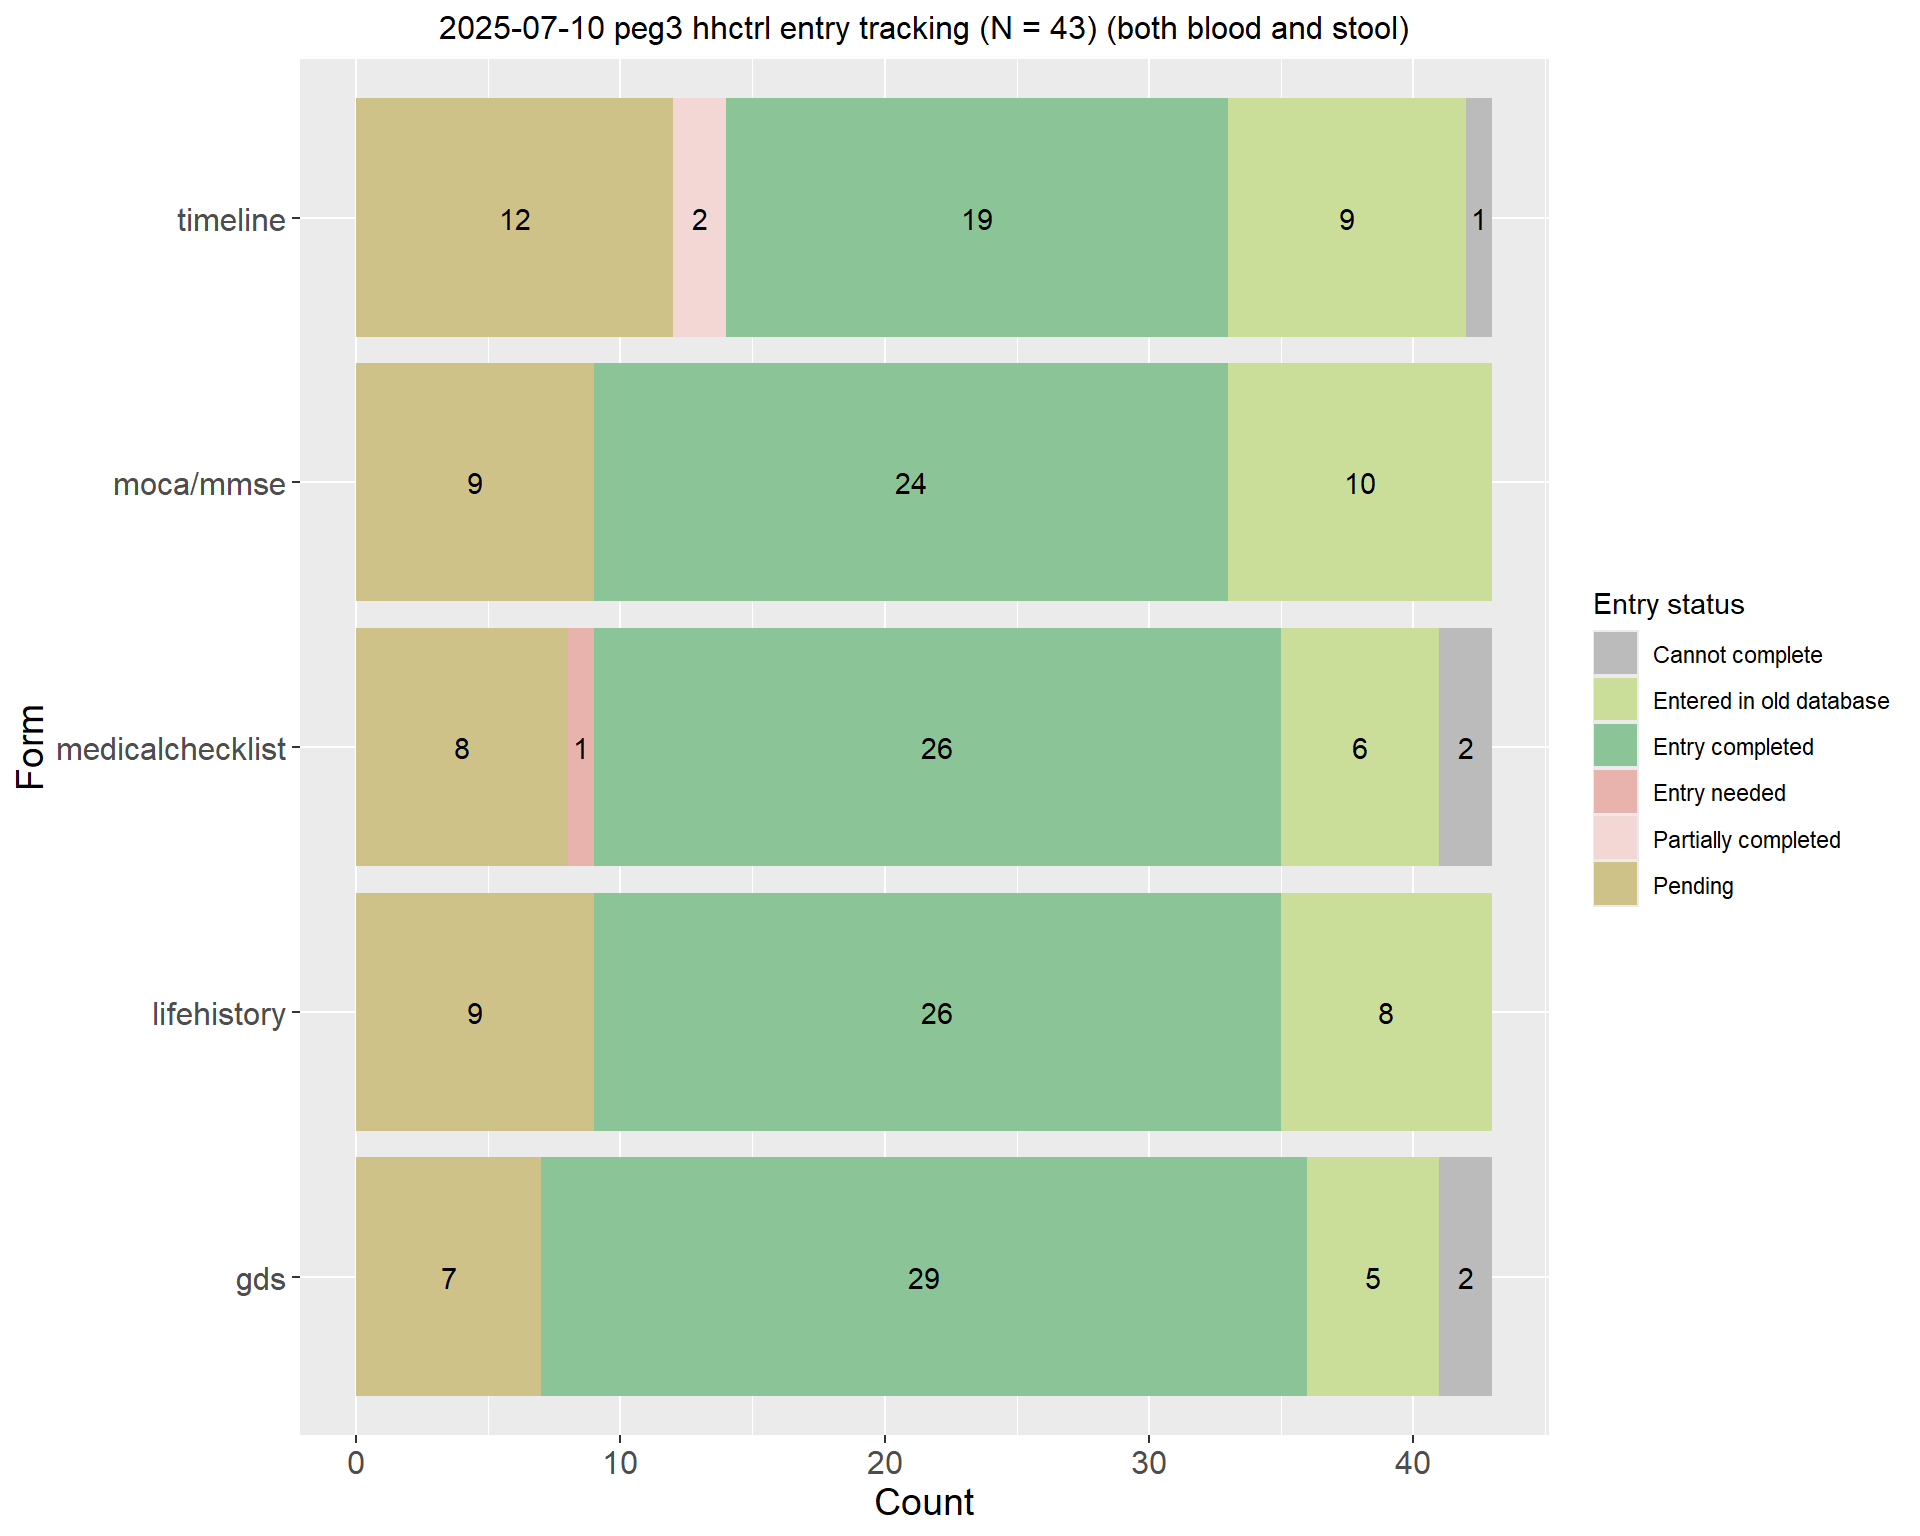 2025-07-10 peg3 hhctrl entry tracking (N = 43) (both blood and stool)
timeline
12
2
19
9
1
moca/mmse
9
24
10
medicalchecklist
8
1
26
6
2
lifehistory
9
26
8
gds
7
29
5
2
Form
0
10
20
30
40
Count
Entry status
Cannot complete
Entered in old database
Entry completed
Entry needed
Partially completed
Pending